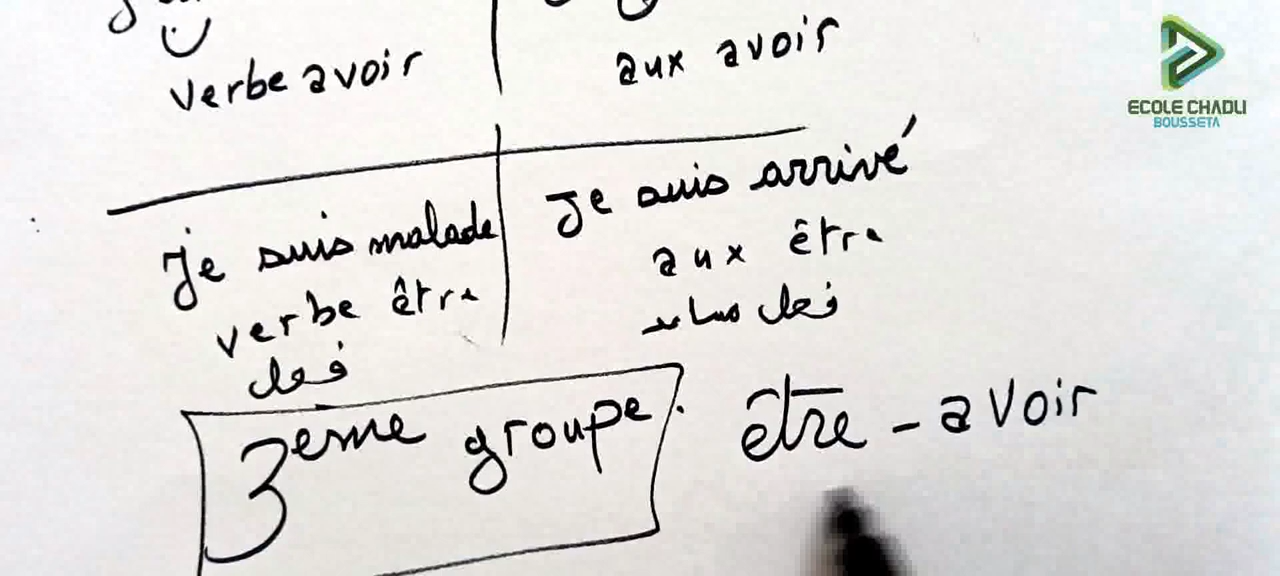 verbe avoir
aux avoir
ECOLE CHADLI
BOUSSETA
Je suis malade
verbe être
فعل
Je suis arrivé
aux être
فعل مساعد
3ème groupe.
être - avoir